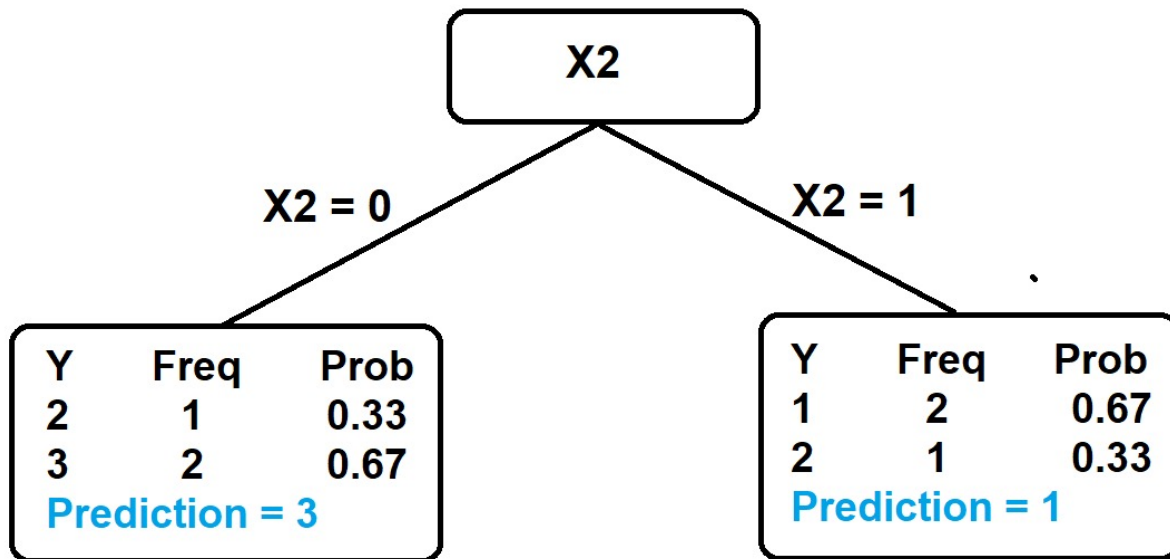 X2
X2 = 0
X2 = 1
Y Freq Prob
2 1 0.33
3 2 0.67
Prediction = 3
Y Freq Prob
1 2 0.67
2 1 0.33
Prediction = 1